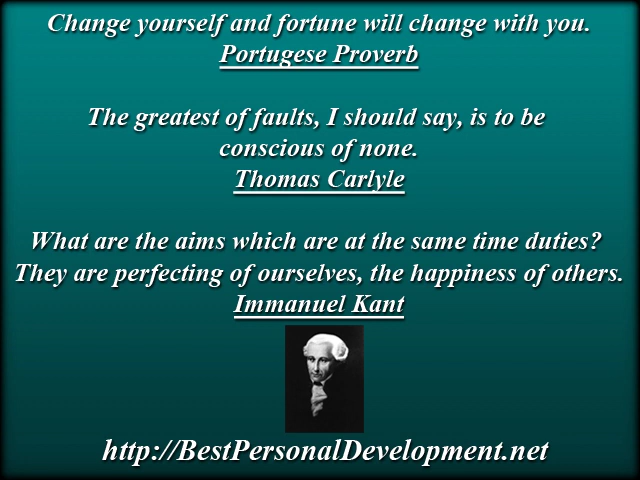 Change yourself and fortune will change with you.
Portugese Proverb
The greatest of faults, I should say, is to be
conscious of none.
Thomas Carlyle
What are the aims which are at the same time duties?
They are perfecting of ourselves, the happiness of others.
Immanuel Kant
http://BestPersonalDevelopment.net